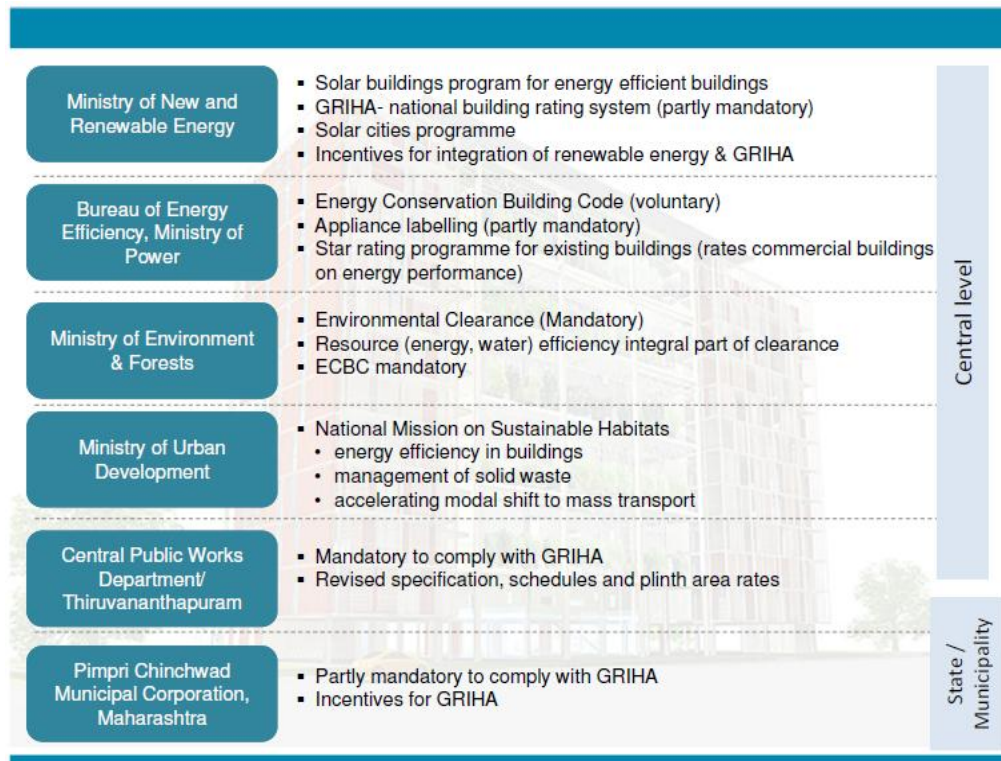 Ministry of New and
Renewable Energy
▪ Solar buildings program for energy efficient buildings
▪ GRIHA- national building rating system (partly mandatory)
▪ Solar cities programme
▪ Incentives for integration of renewable energy & GRIHA
Bureau of Energy
Efficiency, Ministry of
Power
▪ Energy Conservation Building Code (voluntary)
▪ Appliance labelling (partly mandatory)
▪ Star rating programme for existing buildings (rates commercial buildings
on energy performance)
Ministry of Environment
& Forests
▪ Environmental Clearance (Mandatory)
▪ Resource (energy, water) efficiency integral part of clearance
▪ ECBC mandatory
Ministry of Urban
Development
▪ National Mission on Sustainable Habitats
• energy efficiency in buildings
• management of solid waste
• accelerating modal shift to mass transport
Central Public Works
Department/
Thiruvananthapuram
▪ Mandatory to comply with GRIHA
▪ Revised specification, schedules and plinth area rates
Pimpri Chinchwad
Municipal Corporation,
Maharashtra
▪ Partly mandatory to comply with GRIHA
▪ Incentives for GRIHA
Central level
State /
Municipality